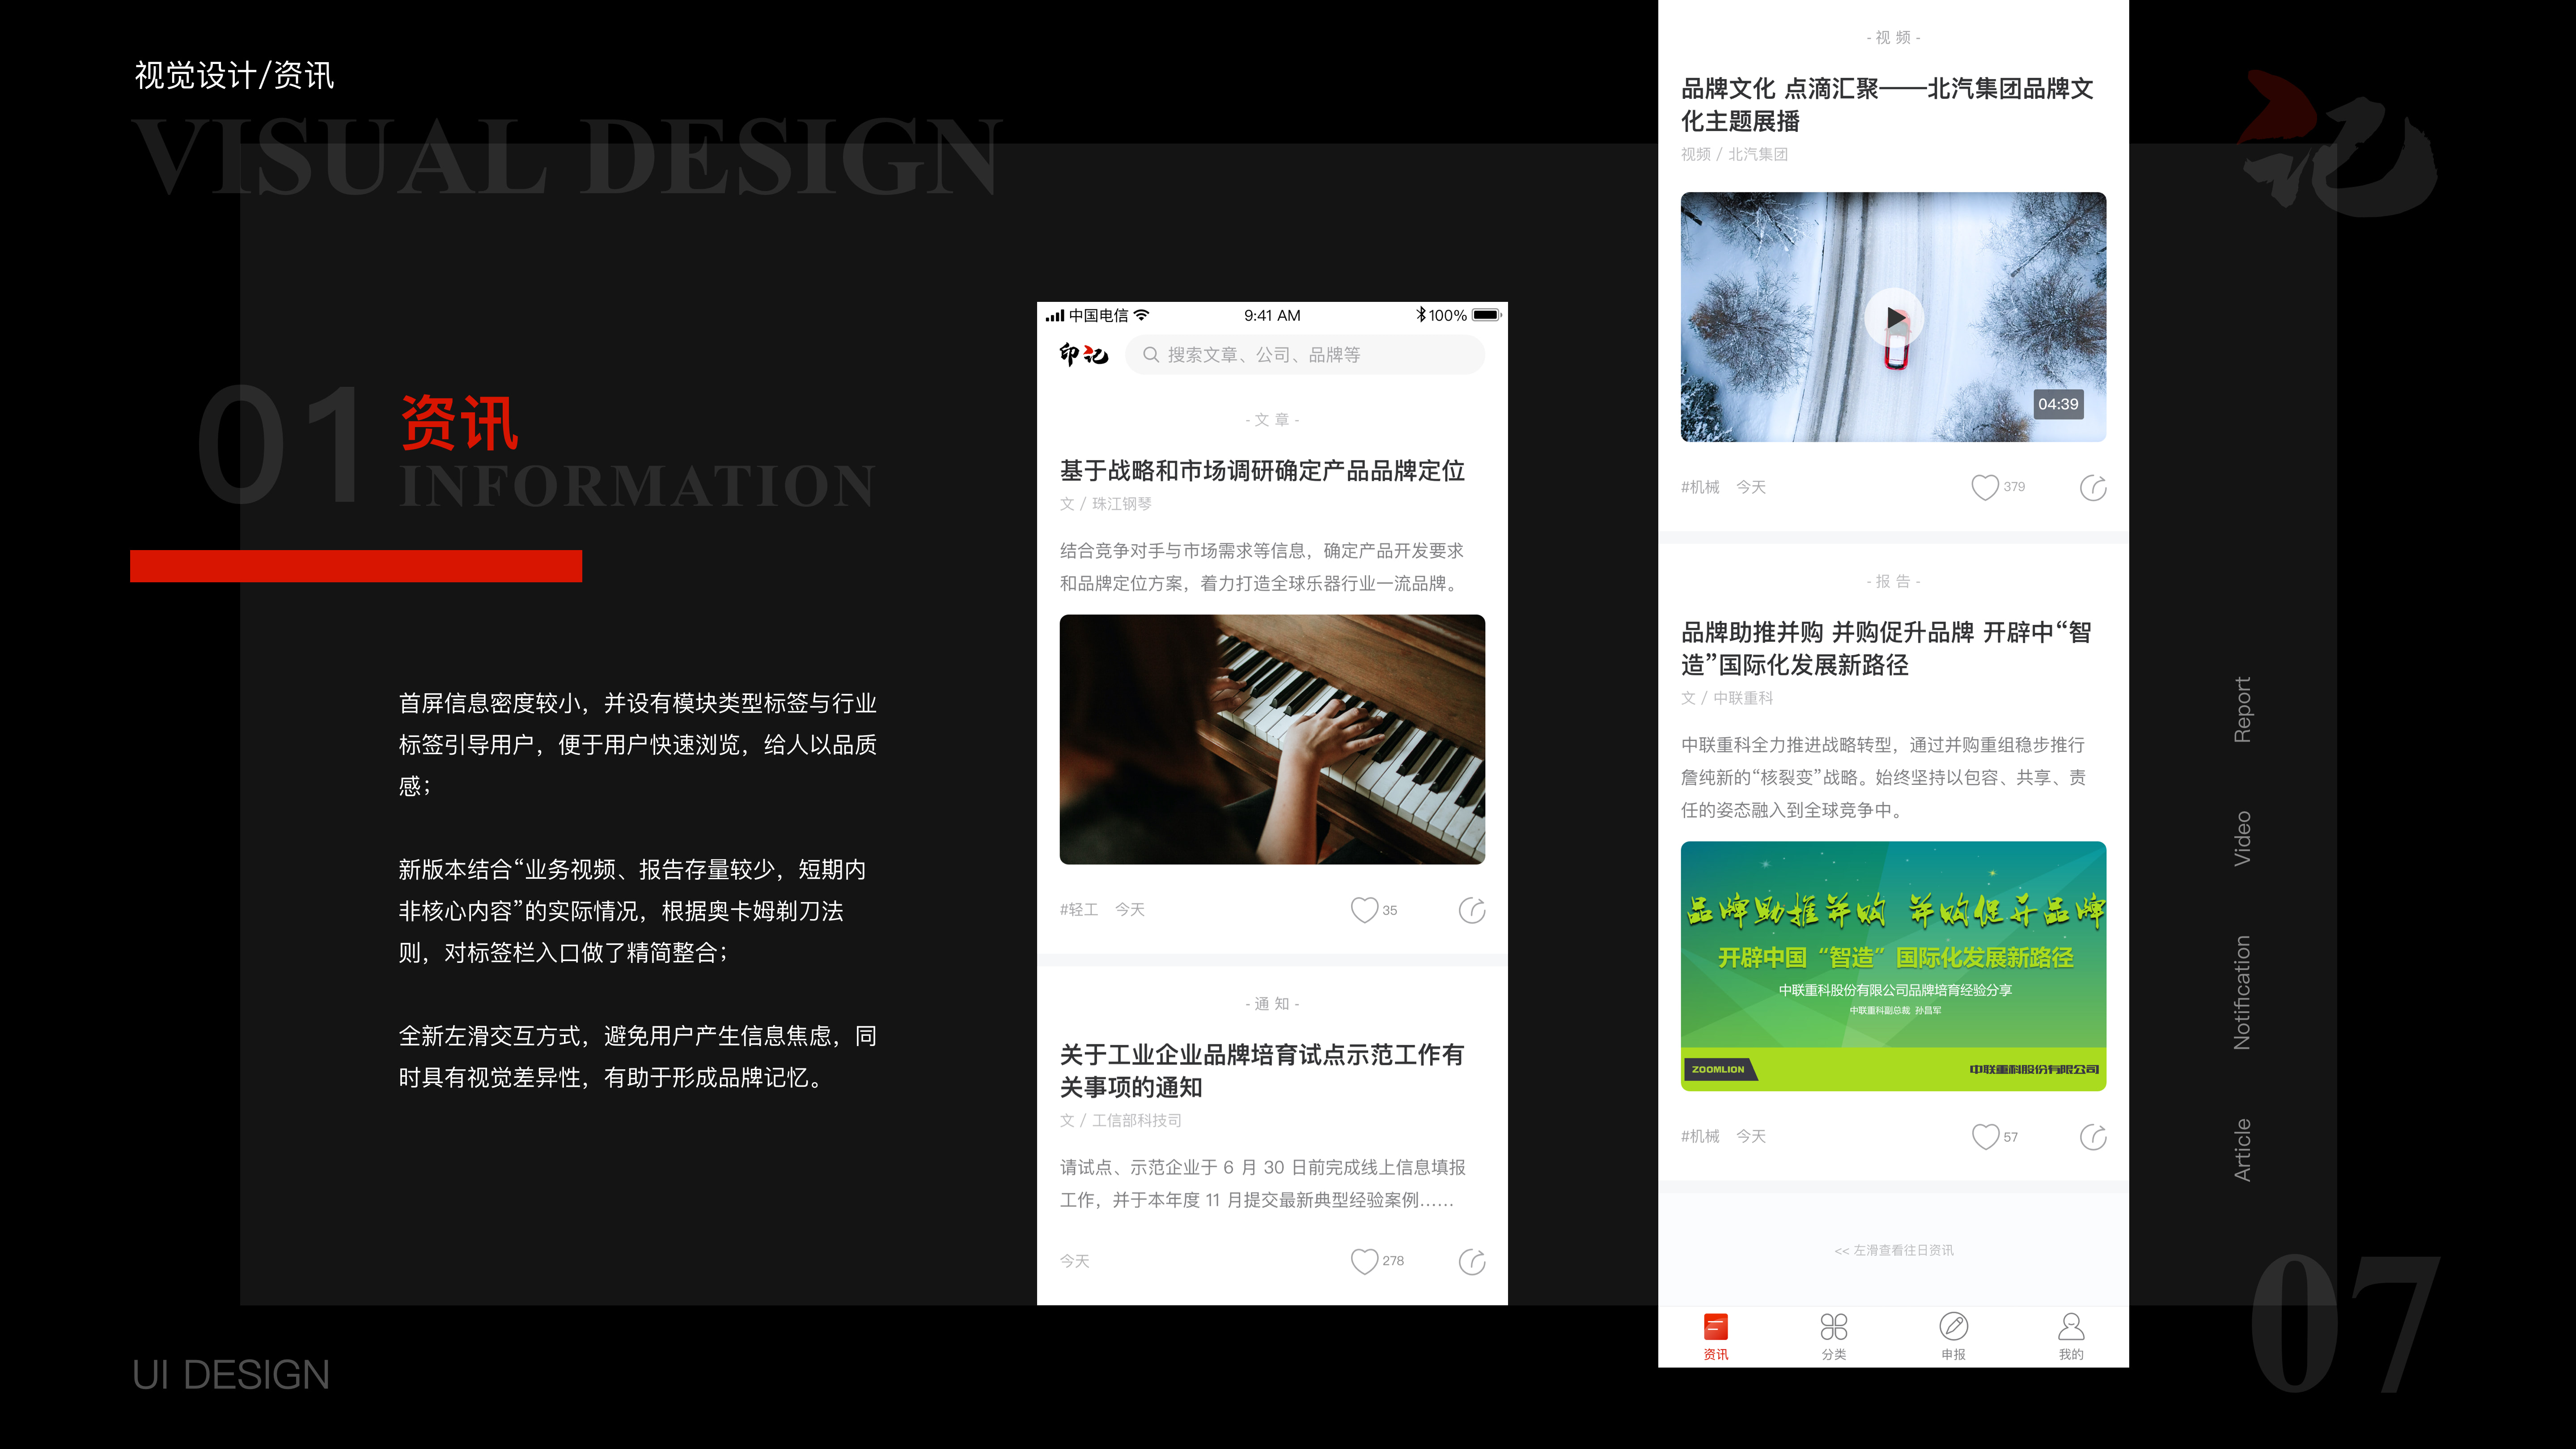 视觉设计/资讯
VISUAL DESIGN
01
资讯
INFORMATION
首屏信息密度较小，并设有模块类型标签与行业
标签引导用户，便于用户快速浏览，给人以品质
感；
新版本结合“业务视频、报告存量较少，短期内
非核心内容”的实际情况，根据奥卡姆剃刀法
则，对标签栏入口做了精简整合；
全新左滑交互方式，避免用户产生信息焦虑，同
时具有视觉差异性，有助于形成品牌记忆。
UI DESIGN
中国电信
9:41 AM
100%
印记
搜索文章、公司、品牌等
- 文 章 -
基于战略和市场调研确定产品品牌定位
文 / 珠江钢琴
结合竞争对手与市场需求等信息，确定产品开发要求
和品牌定位方案，着力打造全球乐器行业一流品牌。
#轻工 今天
35
- 通 知 -
关于工业企业品牌培育试点示范工作有
关事项的通知
文 / 工信部科技司
请试点、示范企业于 6 月 30 日前完成线上信息填报
工作，并于本年度 11 月提交最新典型经验案例……
今天
278
- 视 频 -
品牌文化 点滴汇聚——北汽集团品牌文
化主题展播
视频 / 北汽集团
04:39
#机械 今天
379
- 报 告 -
品牌助推并购 并购促升品牌 开辟中“智
造”国际化发展新路径
文 / 中联重科
中联重科全力推进战略转型，通过并购重组稳步推行
詹纯新的“核裂变”战略。始终坚持以包容、共享、责
任的姿态融入到全球竞争中。
品牌助推并购 并购促升品牌
开辟中国“智造”国际化发展新路径
中联重科股份有限公司品牌培育经验分享
中联重科副总裁 孙昌军
ZOOMLION
中联重科股份有限公司
#机械 今天
57
<< 左滑查看往日资讯
资讯
分类
申报
我的
记
Report
Video
Notification
Article
07